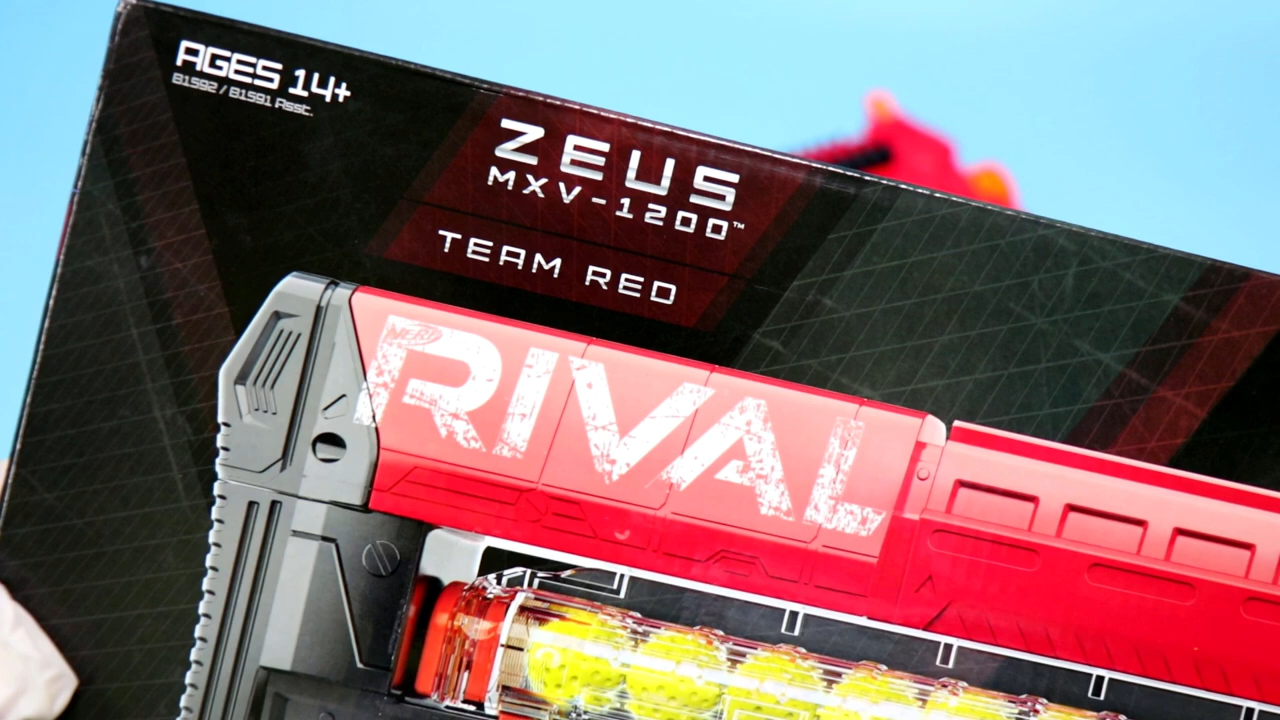 AGES 14+
B1592 / B1591 Asst.
ZEUS
MXV-1200™
TEAM RED
NERF
RIVAL